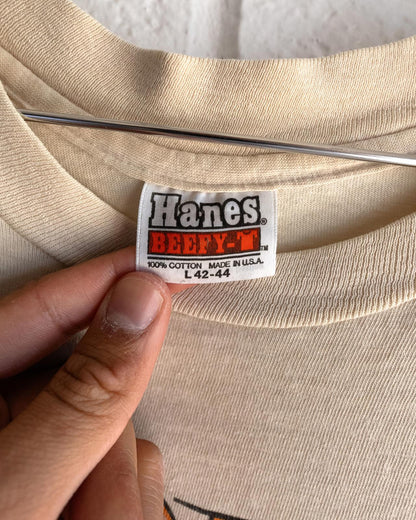 Hanes®
BEEFY-T™
100% COTTON MADE IN U.S.A.
L 42-44